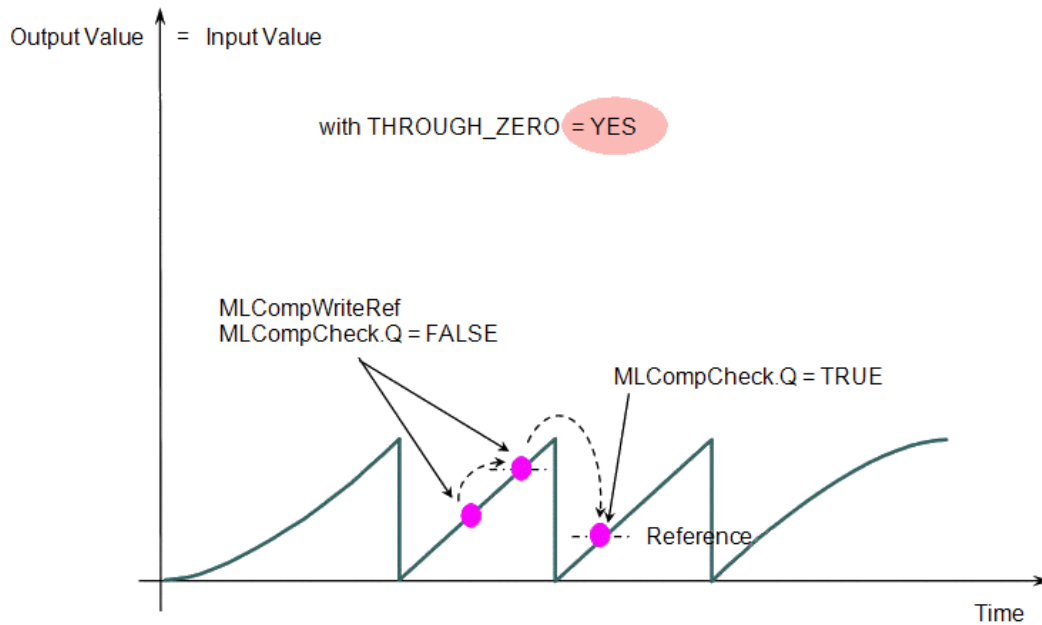 Output Value = Input Value
with THROUGH_ZERO = YES
MLCompWriteRef
MLCompCheck.Q = FALSE
MLCompCheck.Q = TRUE
Reference
Time